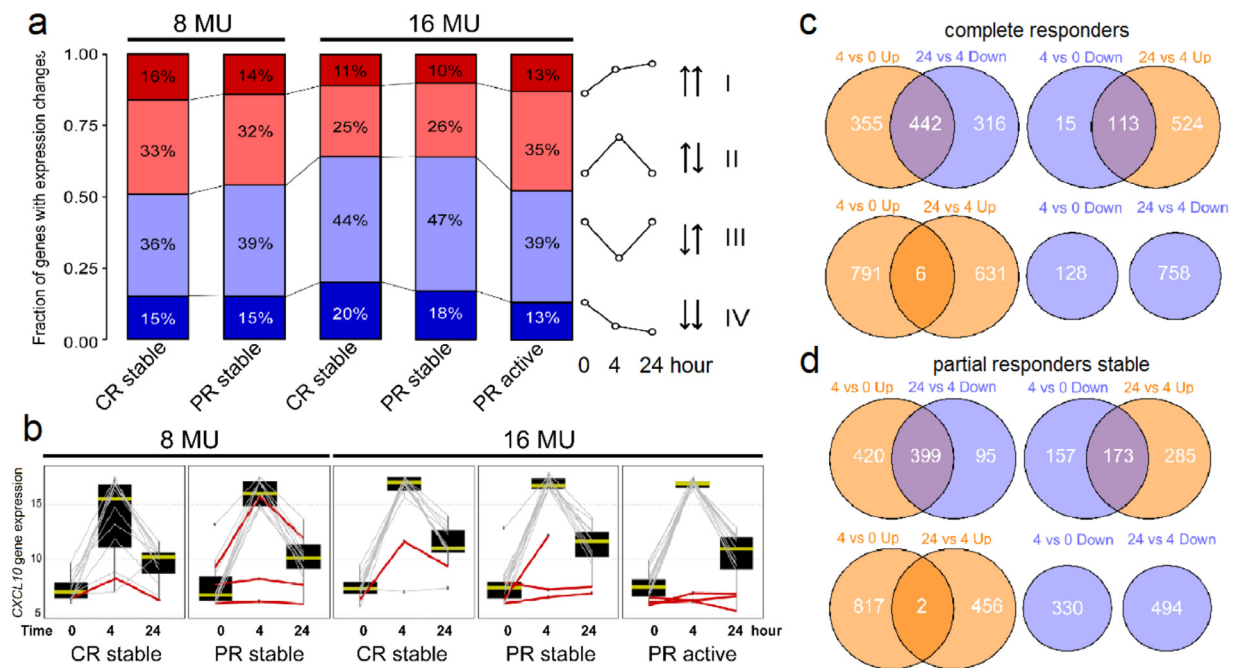 a
8 MU
16 MU
Fraction of genes with expression changes
1.00
0.75
0.50
0.25
0.00
16%
14%
11%
10%
13%
33%
32%
25%
26%
35%
36%
39%
44%
47%
39%
15%
15%
20%
18%
13%
CR stable
PR stable
CR stable
PR stable
PR active
↑↑ I
↑↓ II
↓↑ III
↓↓ IV
0 4 24 hour
b
8 MU
16 MU
CXCL10 gene expression
15
10
5
Time 0 4 24 0 4 24 0 4 24 0 4 24 0 4 24 hour
CR stable
PR stable
CR stable
PR stable
PR active
c
complete responders
4 vs 0 Up 24 vs 4 Down 4 vs 0 Down 24 vs 4 Up
355 442 316 15 113 524
4 vs 0 Up 24 vs 4 Up 4 vs 0 Down 24 vs 4 Down
791 6 631 128 758
d
partial responders stable
4 vs 0 Up 24 vs 4 Down 4 vs 0 Down 24 vs 4 Up
420 399 95 157 173 285
4 vs 0 Up 24 vs 4 Up 4 vs 0 Down 24 vs 4 Down
817 2 456 330 494